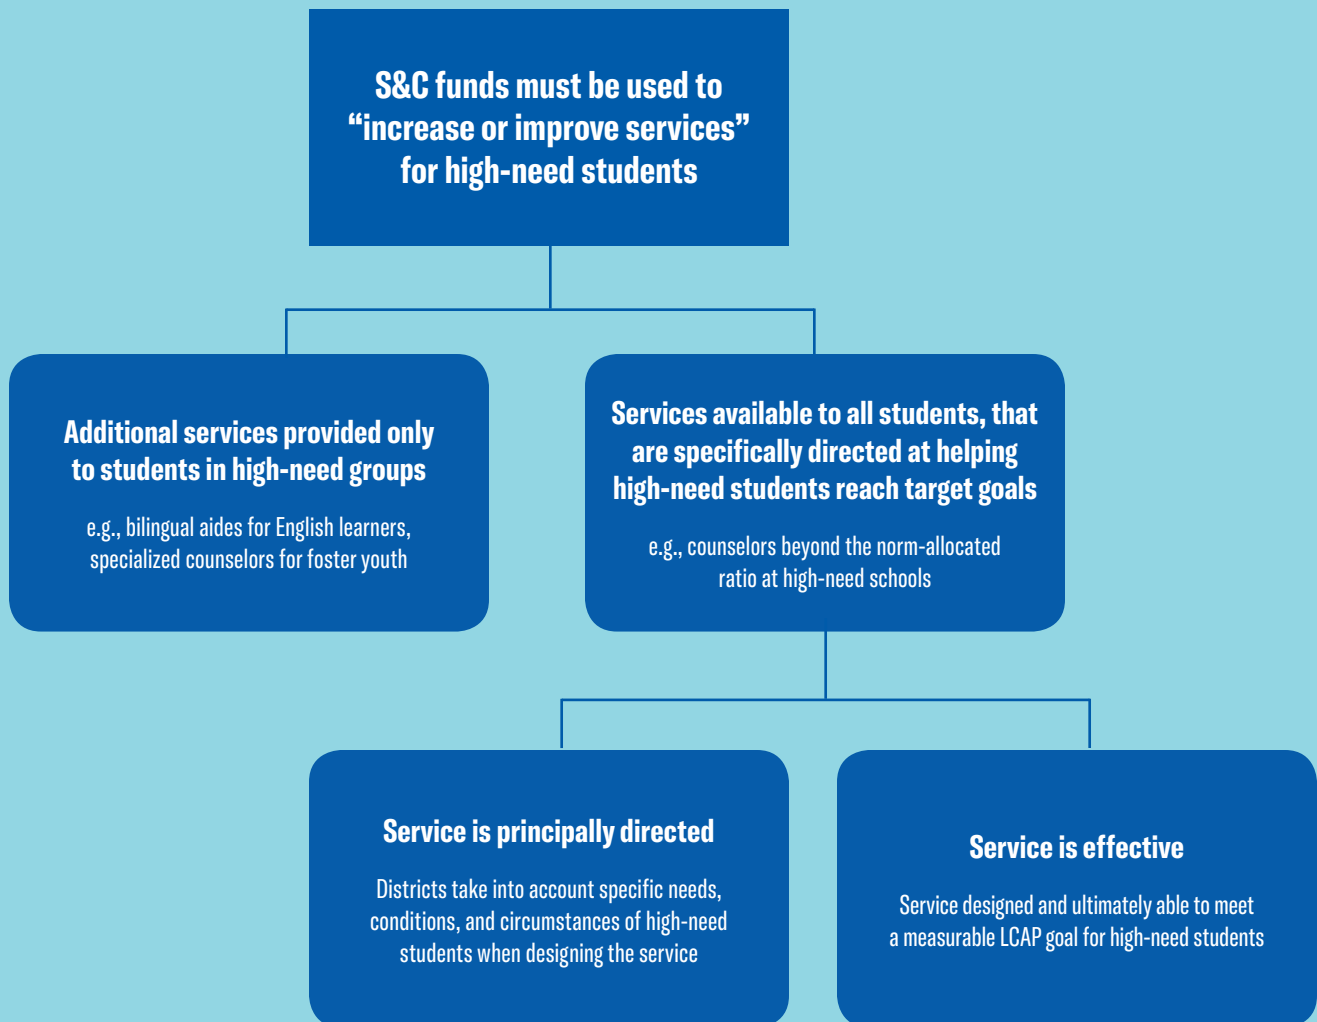 S&C funds must be used to
“increase or improve services”
for high-need students
Additional services provided only
to students in high-need groups
e.g., bilingual aides for English learners,
specialized counselors for foster youth
Services available to all students, that
are specifically directed at helping
high-need students reach target goals
e.g., counselors beyond the norm-allocated
ratio at high-need schools
Service is principally directed
Districts take into account specific needs,
conditions, and circumstances of high-need
students when designing the service
Service is effective
Service designed and ultimately able to meet
a measurable LCAP goal for high-need students